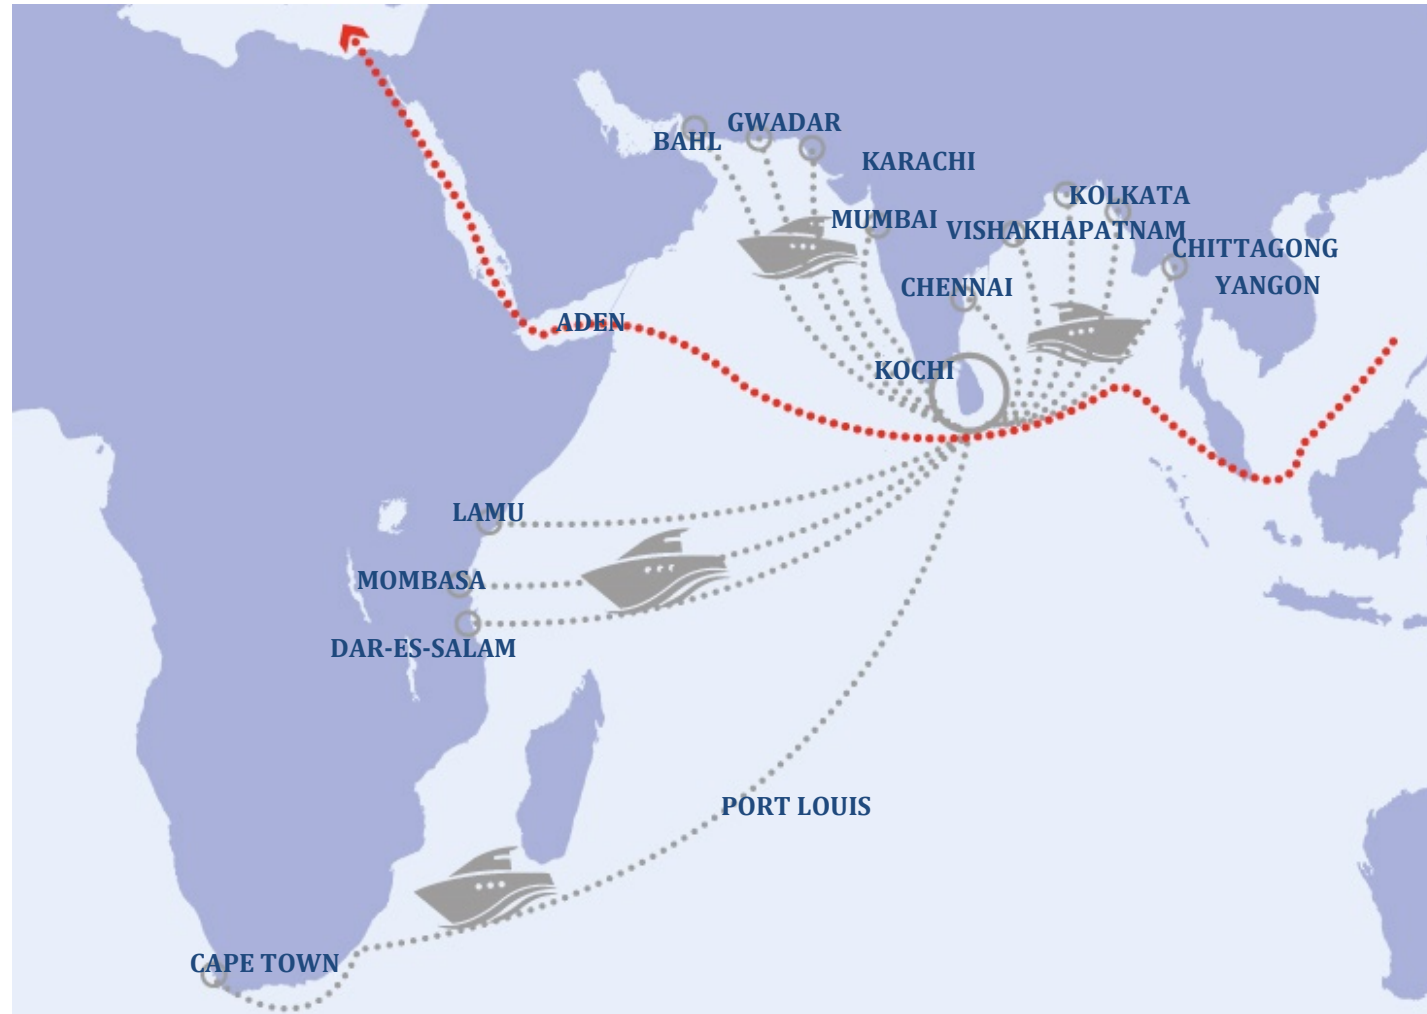 GWADAR
BAHL
KARACHI
KOLKATA
MUMBAI
VISHAKHAPATNAM
CHITTAGONG
CHENNAI
YANGON
ADEN
KOCHI
LAMU
MOMBASA
DAR-ES-SALAM
PORT LOUIS
CAPE TOWN